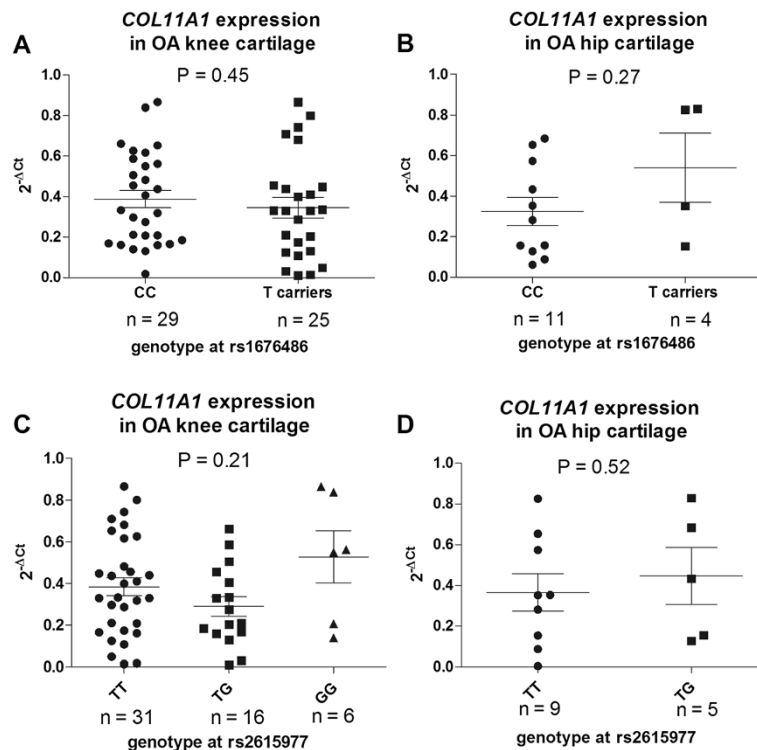 A
COL11A1 expression
in OA knee cartilage
P = 0.45
2^-ΔCt
1.0
0.8
0.6
0.4
0.2
0.0
CC
T carriers
n = 29
n = 25
genotype at rs1676486
B
COL11A1 expression
in OA hip cartilage
P = 0.27
2^-ΔCt
1.0
0.8
0.6
0.4
0.2
0.0
CC
T carriers
n = 11
n = 4
genotype at rs1676486
C
COL11A1 expression
in OA knee cartilage
P = 0.21
2^-ΔCt
1.0
0.8
0.6
0.4
0.2
0.0
TT
TG
GG
n = 31
n = 16
n = 6
genotype at rs2615977
D
COL11A1 expression
in OA hip cartilage
P = 0.52
2^-ΔCt
1.0
0.8
0.6
0.4
0.2
0.0
TT
TG
n = 9
n = 5
genotype at rs2615977